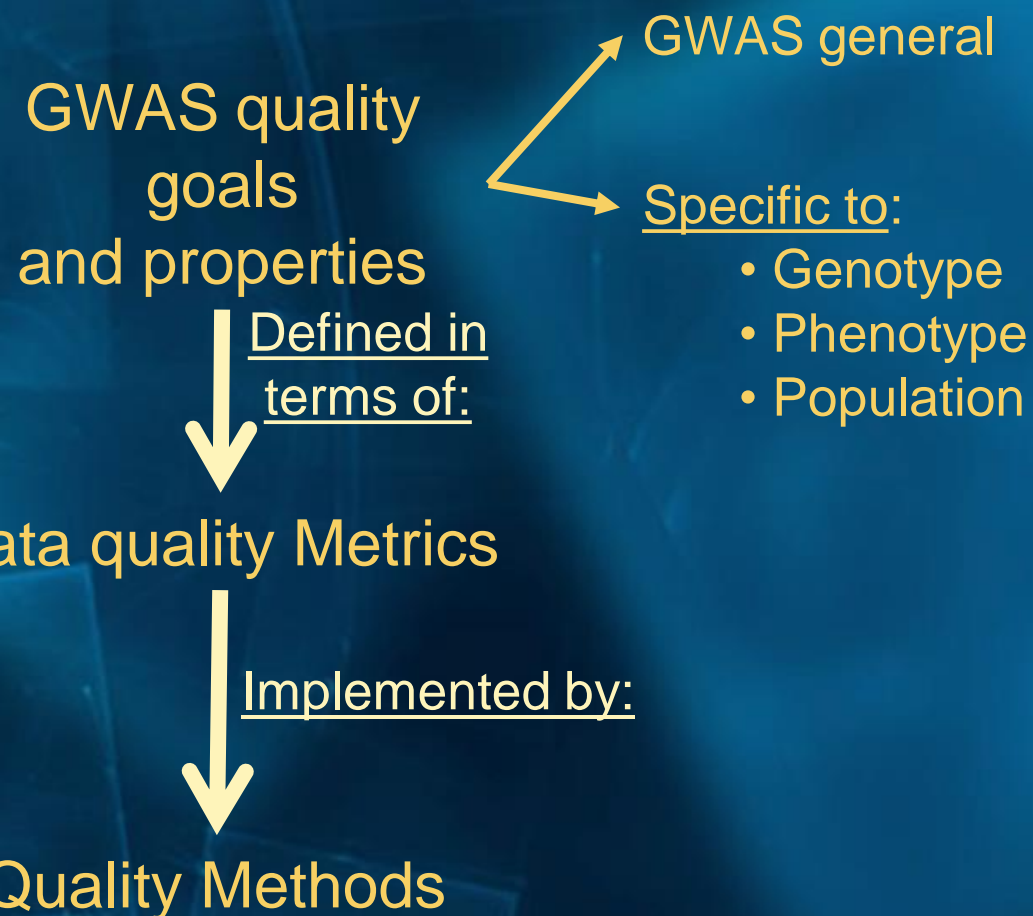 GWAS general
GWAS quality
goals
and properties
Specific to:
• Genotype
• Phenotype
• Population
Defined in
terms of:
ata quality Metrics
Implemented by:
Quality Methods